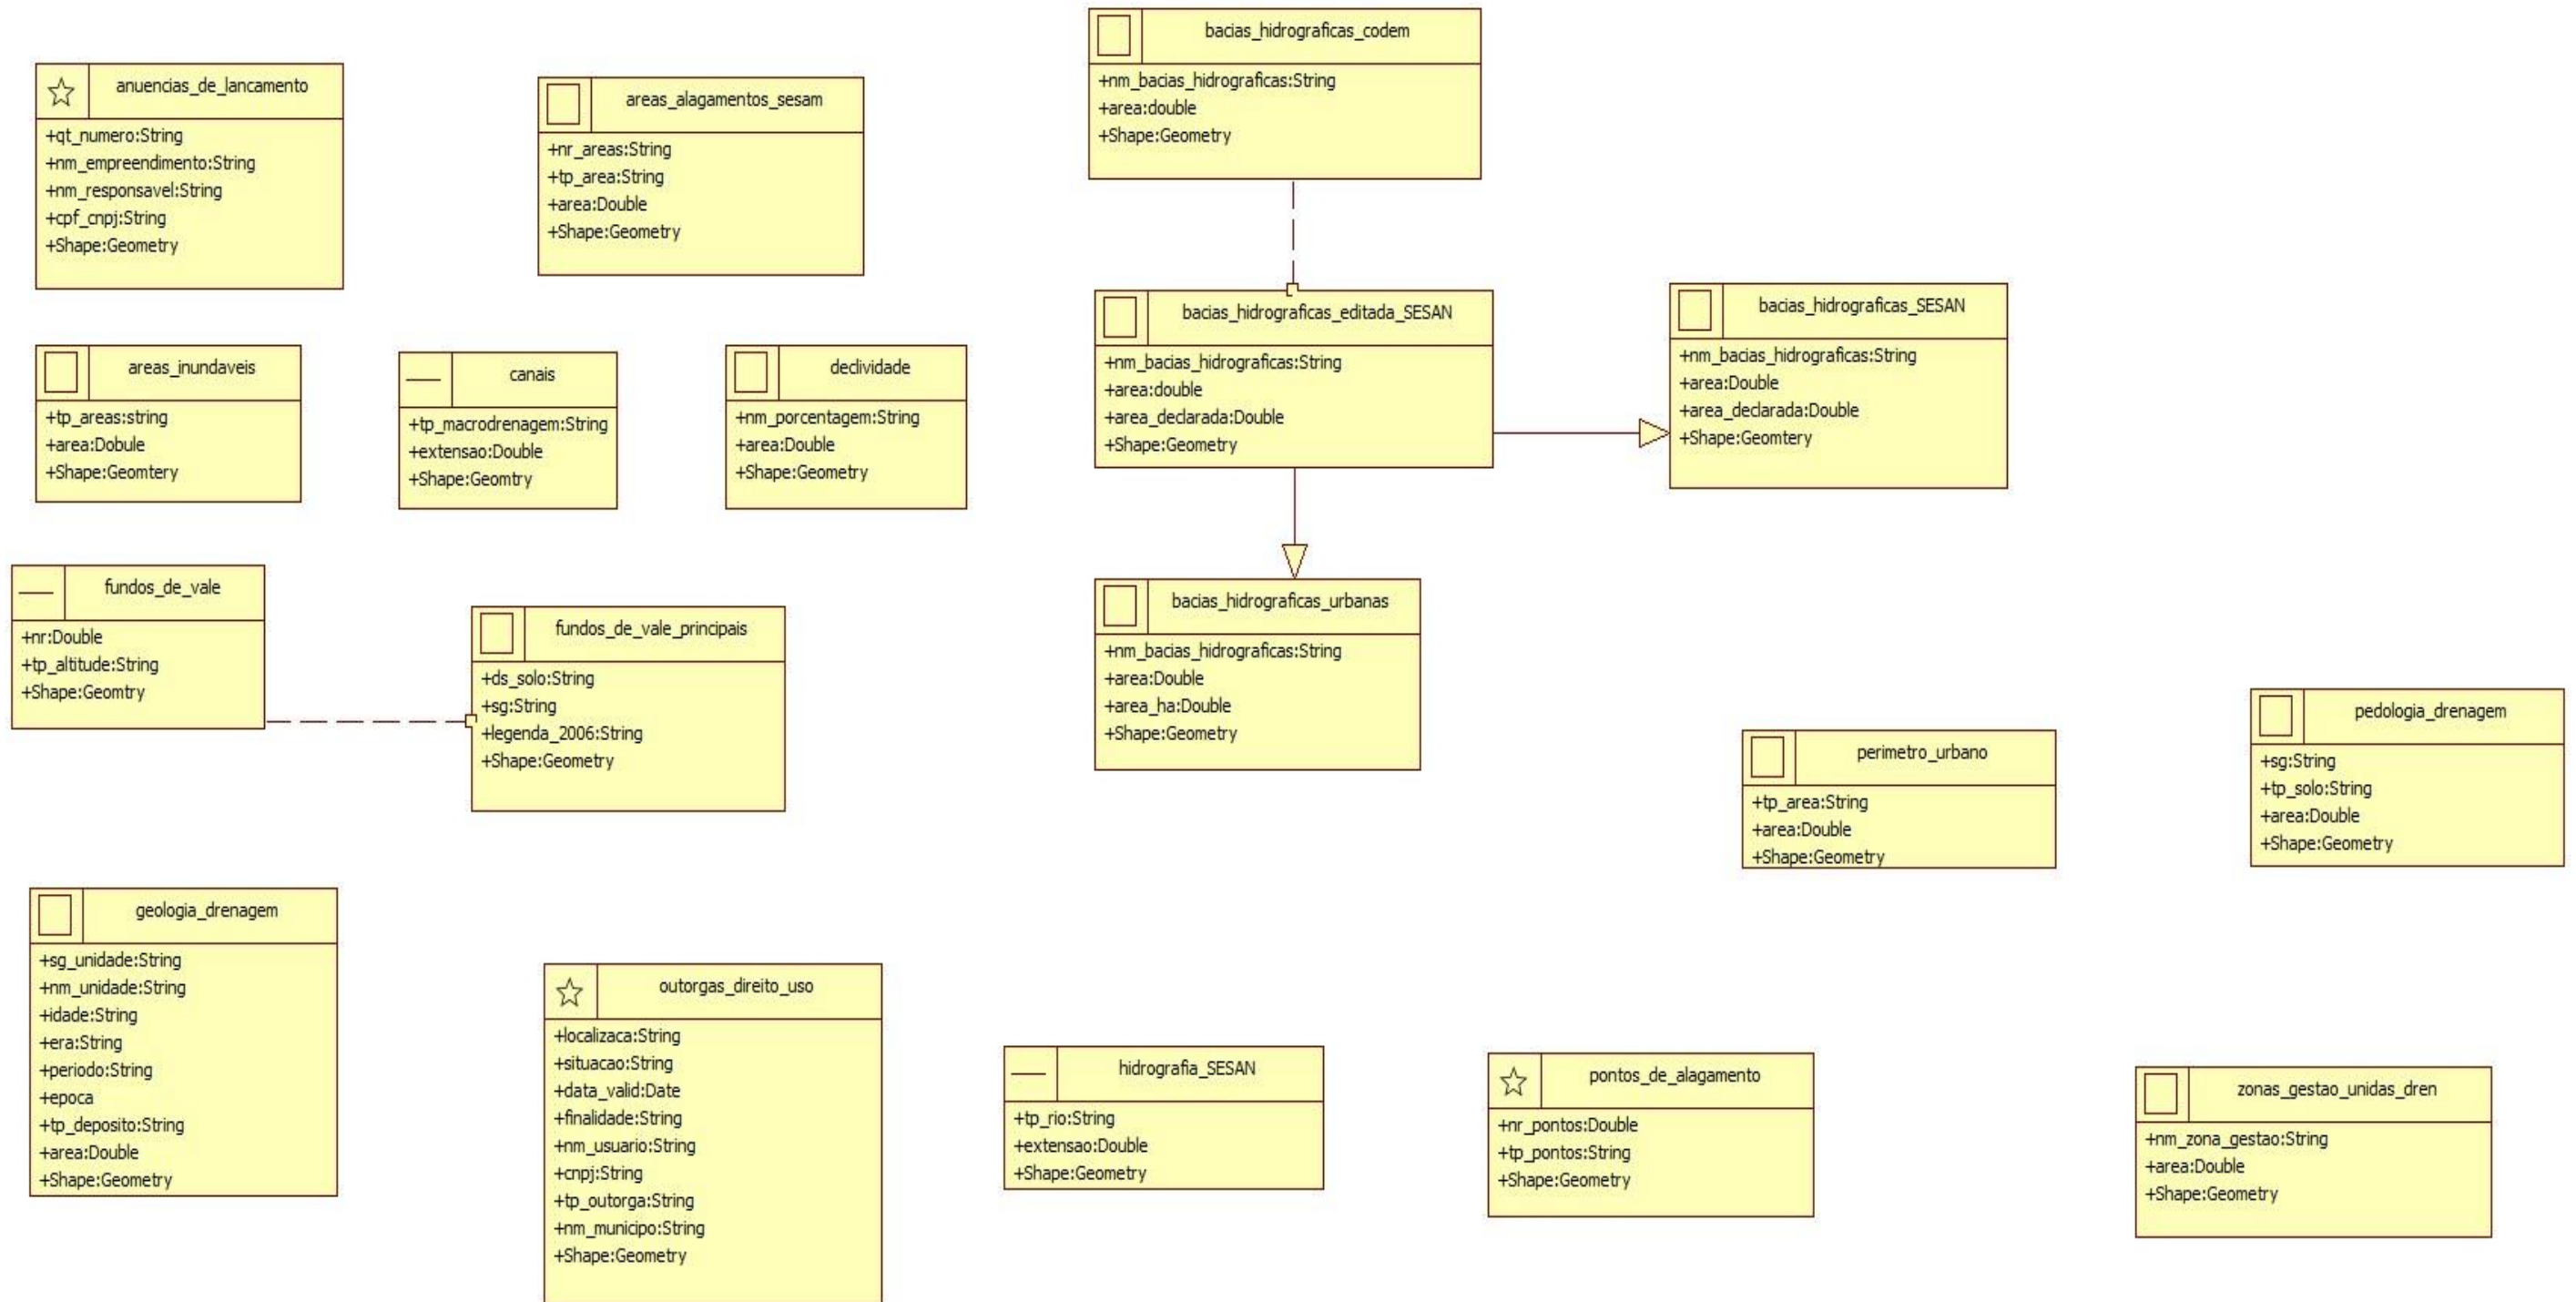 bacias_hidrograficas_codem
+nm_bacias_hidrograficas:String
+area:double
+Shape:Geometry
anuencias_de_lancamento
+qt_numero:String
+nm_empreendimento:String
+nm_responsavel:String
+cpf_cnpj:String
+Shape:Geometry
areas_alagamentos_sesam
+nr_areas:String
+tp_area:String
+area:Double
+Shape:Geometry
bacias_hidrograficas_editada_SESAN
+nm_bacias_hidrograficas:String
+area:double
+area_declarada:Double
+Shape:Geometry
bacias_hidrograficas_SESAN
+nm_bacias_hidrograficas:String
+area:Double
+area_declarada:Double
+Shape:Geomtery
areas_inundaveis
+tp_areas:string
+area:Dobule
+Shape:Geomtery
canais
+tp_macrodrenagem:String
+extensao:Double
+Shape:Geomtry
declividade
+nm_porcentagem:String
+area:Double
+Shape:Geometry
fundos_de_vale
+nr:Double
+tp_altitude:String
+Shape:Geomtry
fundos_de_vale_principais
+ds_solo:String
+sg:String
+legenda_2006:String
+Shape:Geometry
bacias_hidrograficas_urbanas
+nm_bacias_hidrograficas:String
+area:Double
+area_ha:Double
+Shape:Geometry
perimetro_urbano
+tp_area:String
+area:Double
+Shape:Geometry
pedologia_drenagem
+sg:String
+tp_solo:String
+area:Double
+Shape:Geometry
geologia_drenagem
+sg_unidade:String
+nm_unidade:String
+idade:String
+era:String
+periodo:String
+epoca
+tp_deposito:String
+area:Double
+Shape:Geometry
outorgas_direito_uso
+localizaca:String
+situacao:String
+data_valid:Date
+finalidade:String
+nm_usuario:String
+cnpj:String
+tp_outorga:String
+nm_municipo:String
+Shape:Geometry
hidrografia_SESAN
+tp_rio:String
+extensao:Double
+Shape:Geometry
pontos_de_alagamento
+nr_pontos:Double
+tp_pontos:String
+Shape:Geometry
zonas_gestao_unidas_dren
+nm_zona_gestao:String
+area:Double
+Shape:Geometry